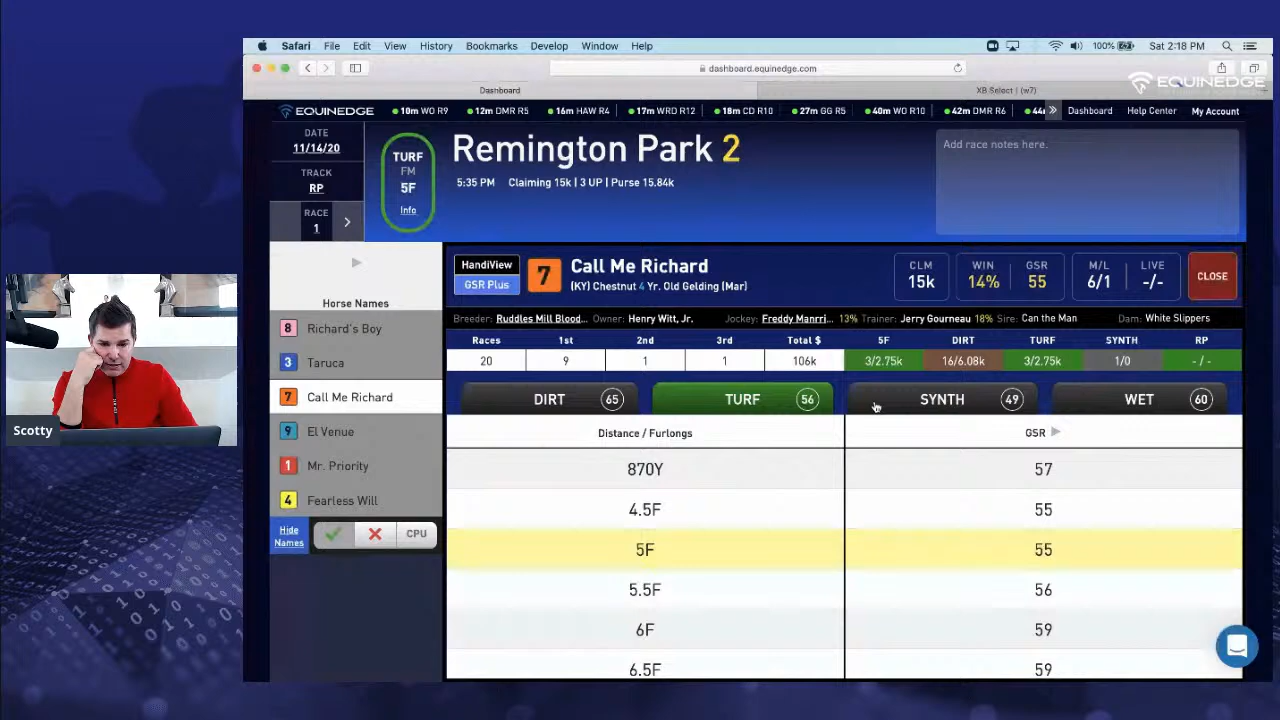 Safari File Edit View History Bookmarks Develop Window Help 100% Sat 2:18 PM
dashboard.equinedge.com
Dashboard XB Select | (w7)
EQUINEDGE
EQUINEDGE 10m WO R9 12m DMR R5 16m HAW R4 17m WRD R12 18m CD R10 27m GG R5 40m WO R10 42m DMR R6 Dashboard Help Center My Account
DATE
11/14/20
TRACK
RP
RACE
1
TURF
FM
5F
Info
Remington Park 2
5:35 PM Claiming 15k | 3 UP | Purse 15.84k
Add race notes here.
Horse Names
8 Richard's Boy
3 Taruca
7 Call Me Richard
9 El Venue
1 Mr. Priority
4 Fearless Will
Hide
Names
CPU
HandiView
GSR Plus
7
Call Me Richard
(KY) Chestnut 4 Yr. Old Gelding (Mar)
CLM
15k
WIN GSR
14% 55
M/L LIVE
6/1 -/-
CLOSE
Breeder: Ruddles Mill Blood... Owner: Henry Witt, Jr. Jockey: Freddy Manrri... 13% Trainer: Jerry Gourneau 18% Sire: Can the Man Dam: White Slippers
Races 1st 2nd 3rd Total $ 5F DIRT TURF SYNTH RP
20 9 1 1 106k 3/2.75k 16/6.08k 3/2.75k 1/0 -/-
DIRT 65 TURF 56 SYNTH 49 WET 60
Distance / Furlongs GSR
870Y 57
4.5F 55
5F 55
5.5F 56
6F 59
6.5F 59
Scotty